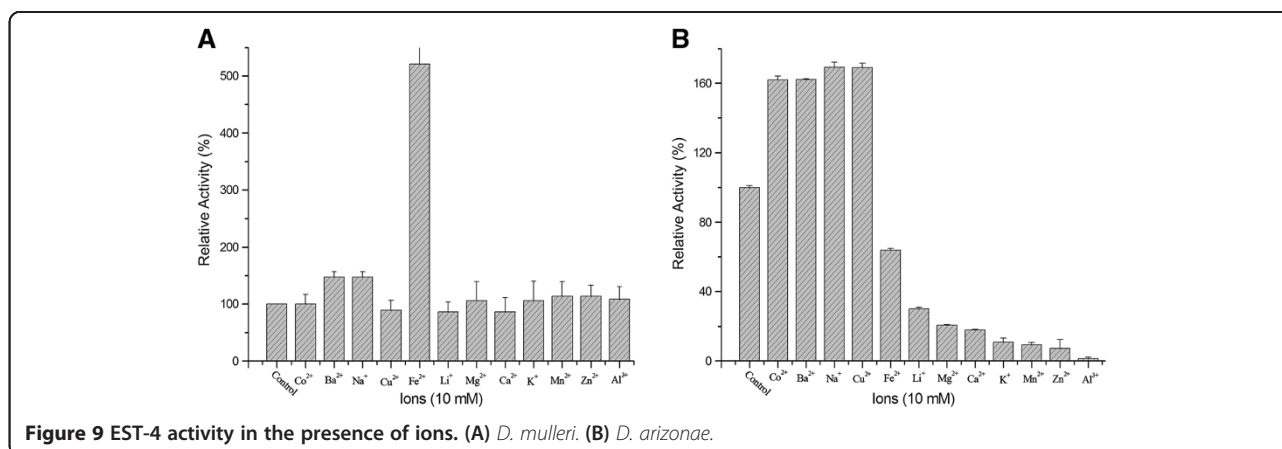 A
B
500
400
300
200
100
0
Relative Activity (%)
Control Co²⁺ Ba²⁺ Na⁺ Cu²⁺ Fe²⁺ Li⁺ Mg²⁺ Ca²⁺ K⁺ Mn²⁺ Zn²⁺ Al³⁺
Ions (10 mM)
160
120
80
40
0
Relative Activity (%)
Control Co²⁺ Ba²⁺ Na⁺ Cu²⁺ Fe²⁺ Li⁺ Mg²⁺ Ca²⁺ K⁺ Mn²⁺ Zn²⁺ Al³⁺
Ions (10 mM)
Figure 9 EST-4 activity in the presence of ions. (A) D. mulleri. (B) D. arizonae.